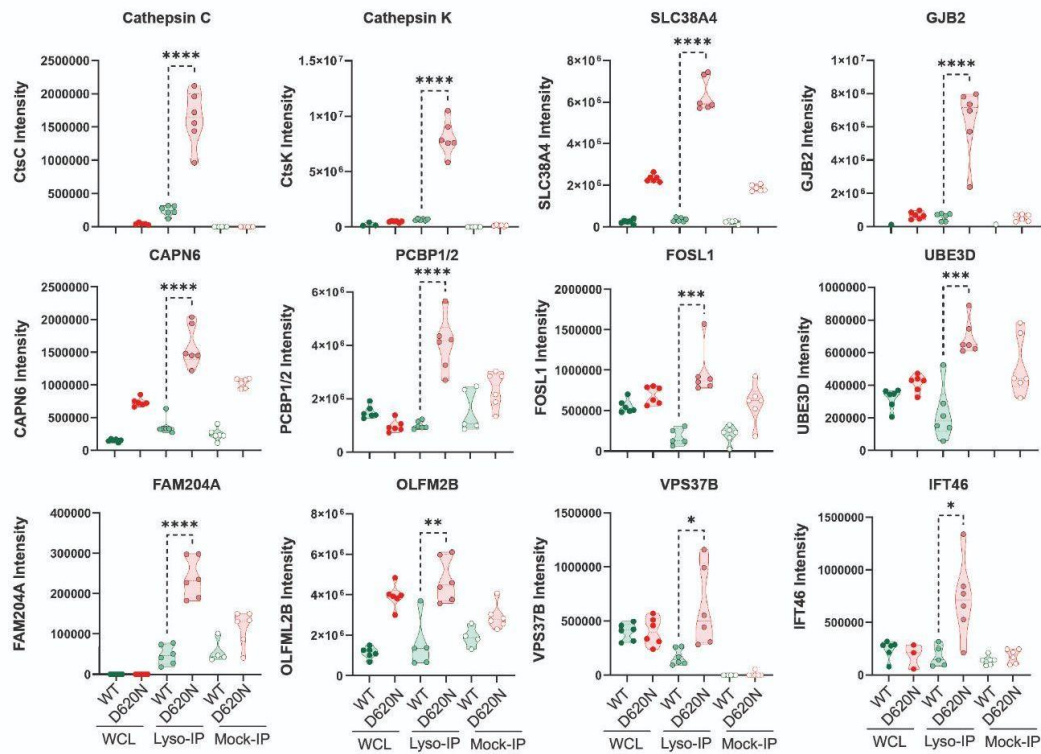 Cathepsin C
CtsC Intensity
2500000
2000000
1500000
1000000
500000
0
****
Cathepsin K
CtsK Intensity
1.5×10⁷
1×10⁷
5×10⁶
0
****
SLC38A4
SLC38A4 Intensity
8×10⁶
6×10⁶
4×10⁶
2×10⁶
0
****
GJB2
GJB2 Intensity
1×10⁷
8×10⁶
6×10⁶
4×10⁶
2×10⁶
0
****
CAPN6
CAPN6 Intensity
2500000
2000000
1500000
1000000
500000
0
****
PCBP1/2
PCBP1/2 Intensity
6×10⁶
4×10⁶
2×10⁶
0
****
FOSL1
FOSL1 Intensity
2000000
1500000
1000000
500000
0
***
UBE3D
UBE3D Intensity
1000000
800000
600000
400000
200000
0
***
FAM204A
FAM204A Intensity
400000
300000
200000
100000
0
****
WT
D620N
WT
D620N
WT
D620N
WCL
Lyso-IP
Mock-IP
OLFM2B
OLFML2B Intensity
8×10⁶
6×10⁶
4×10⁶
2×10⁶
0
**
WT
D620N
WT
D620N
WT
D620N
WCL
Lyso-IP
Mock-IP
VPS37B
VPS37B Intensity
1500000
1000000
500000
0
*
WT
D620N
WT
D620N
WT
D620N
WCL
Lyso-IP
Mock-IP
IFT46
IFT46 Intensity
1500000
1000000
500000
0
*
WT
D620N
WT
D620N
WT
D620N
WCL
Lyso-IP
Mock-IP